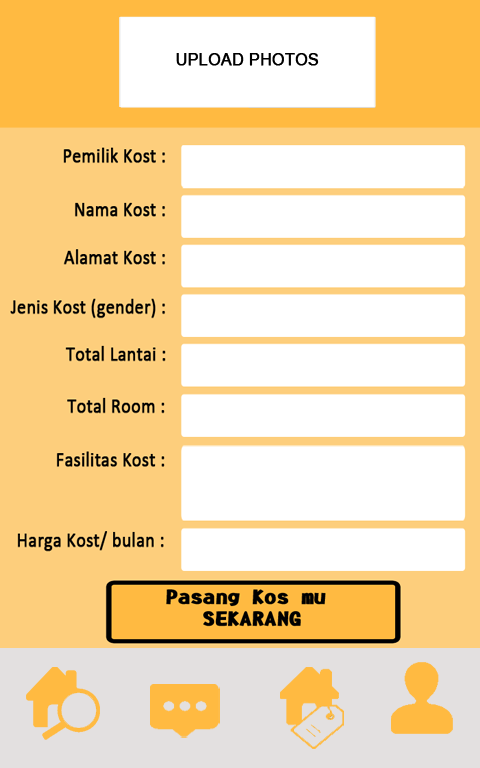 UPLOAD PHOTOS
Pemilik Kost :
Nama Kost :
Alamat Kost :
Jenis Kost (gender) :
Total Lantai :
Total Room :
Fasilitas Kost :
Harga Kost/ bulan :
Pasang Kos mu
SEKARANG